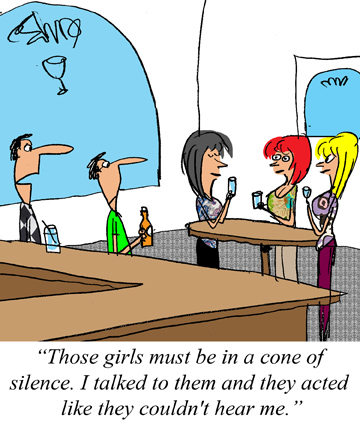 “Those girls must be in a cone of
silence. I talked to them and they acted
like they couldn't hear me.”